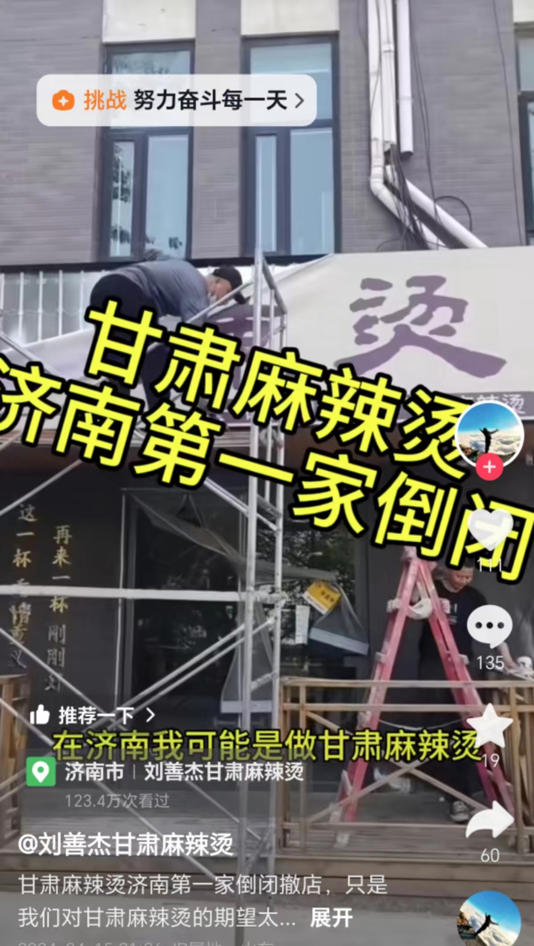 挑战 努力奋斗每一天
烫
甘肃麻辣烫
济南第一家倒闭
再来一杯 刚刚好
这一杯
111
135
推荐一下
在济南我可能是做甘肃麻辣烫
19
济南市 | 刘善杰甘肃麻辣烫
123.4万次看过
60
@刘善杰甘肃麻辣烫
甘肃麻辣烫济南第一家倒闭撤店，只是
我们对甘肃麻辣烫的期望太... 展开